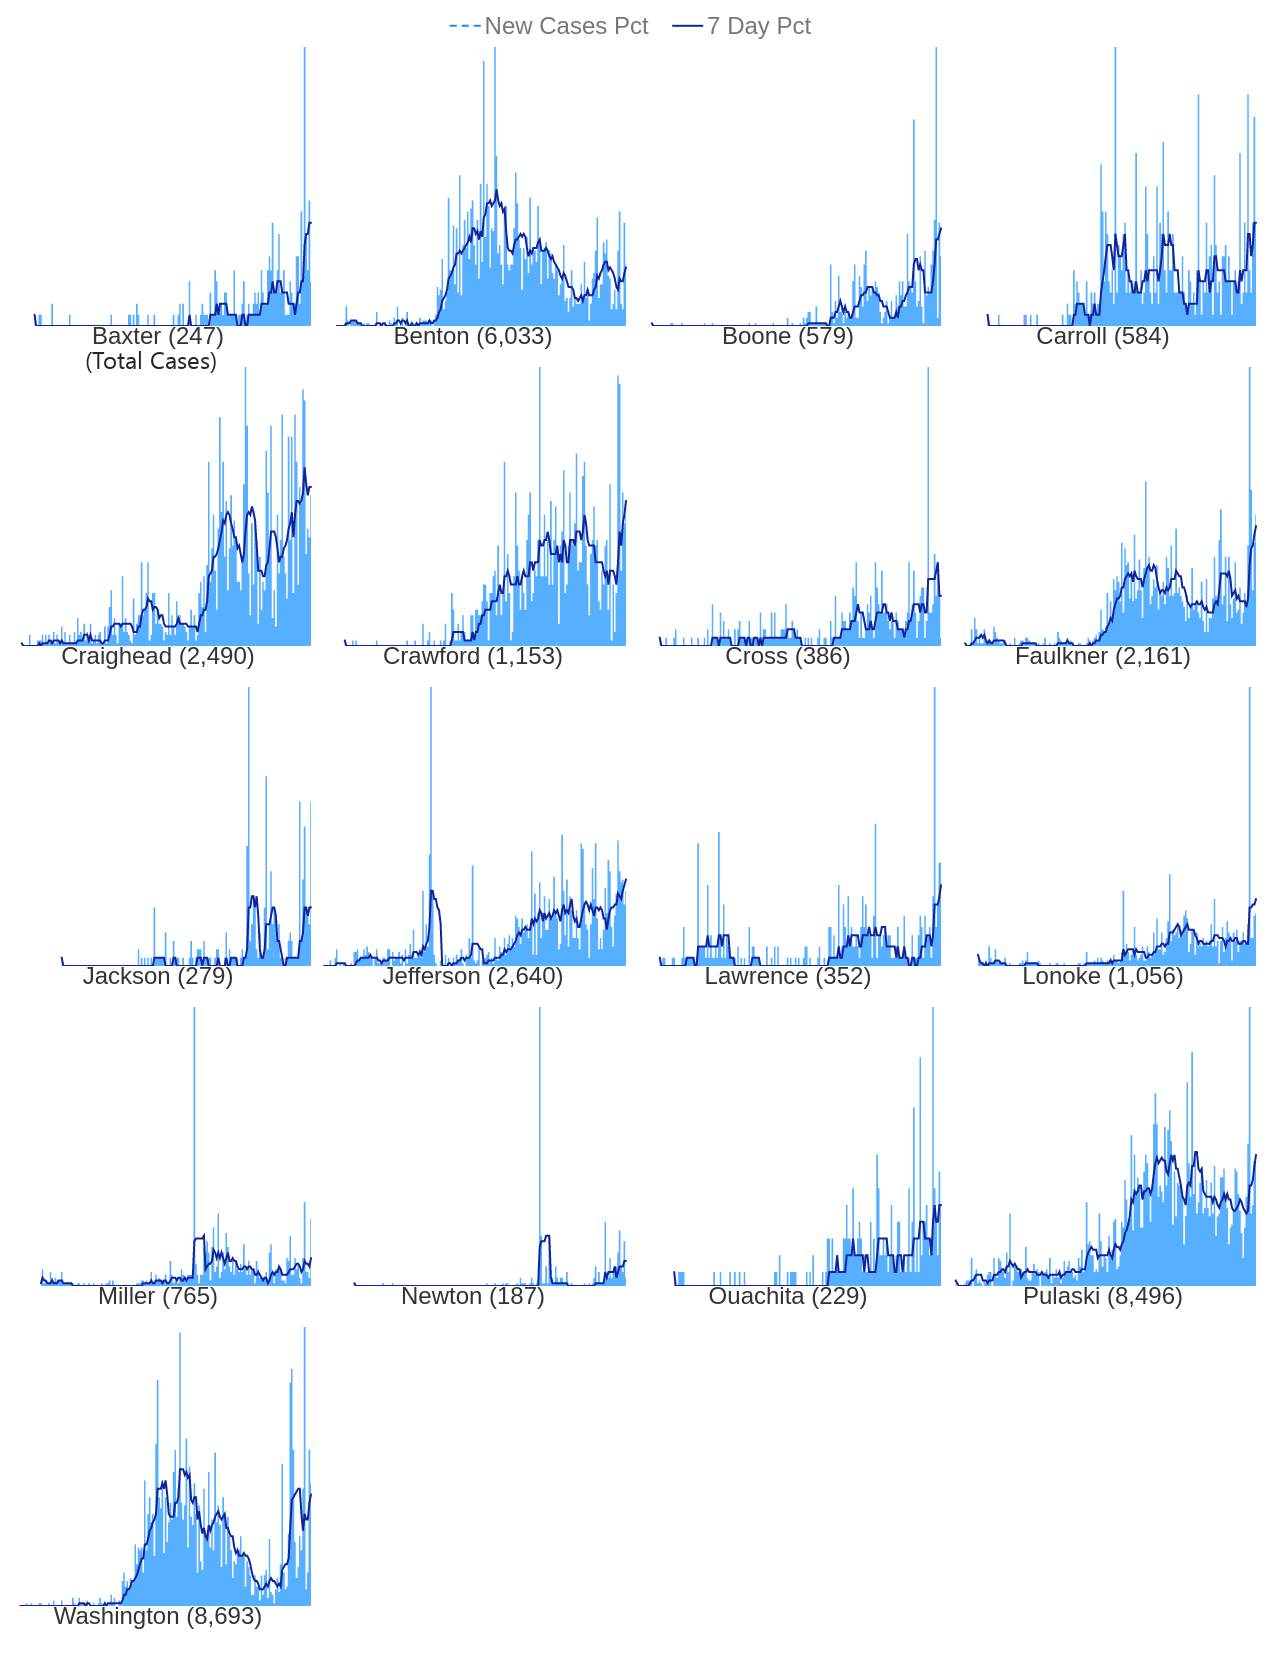 New Cases Pct 7 Day Pct
Baxter (247) Benton (6,033) Boone (579) Carroll (584)
(Total Cases)
Craighead (2,490) Crawford (1,153) Cross (386) Faulkner (2,161)
Jackson (279) Jefferson (2,640) Lawrence (352) Lonoke (1,056)
Miller (765) Newton (187) Ouachita (229) Pulaski (8,496)
Washington (8,693)